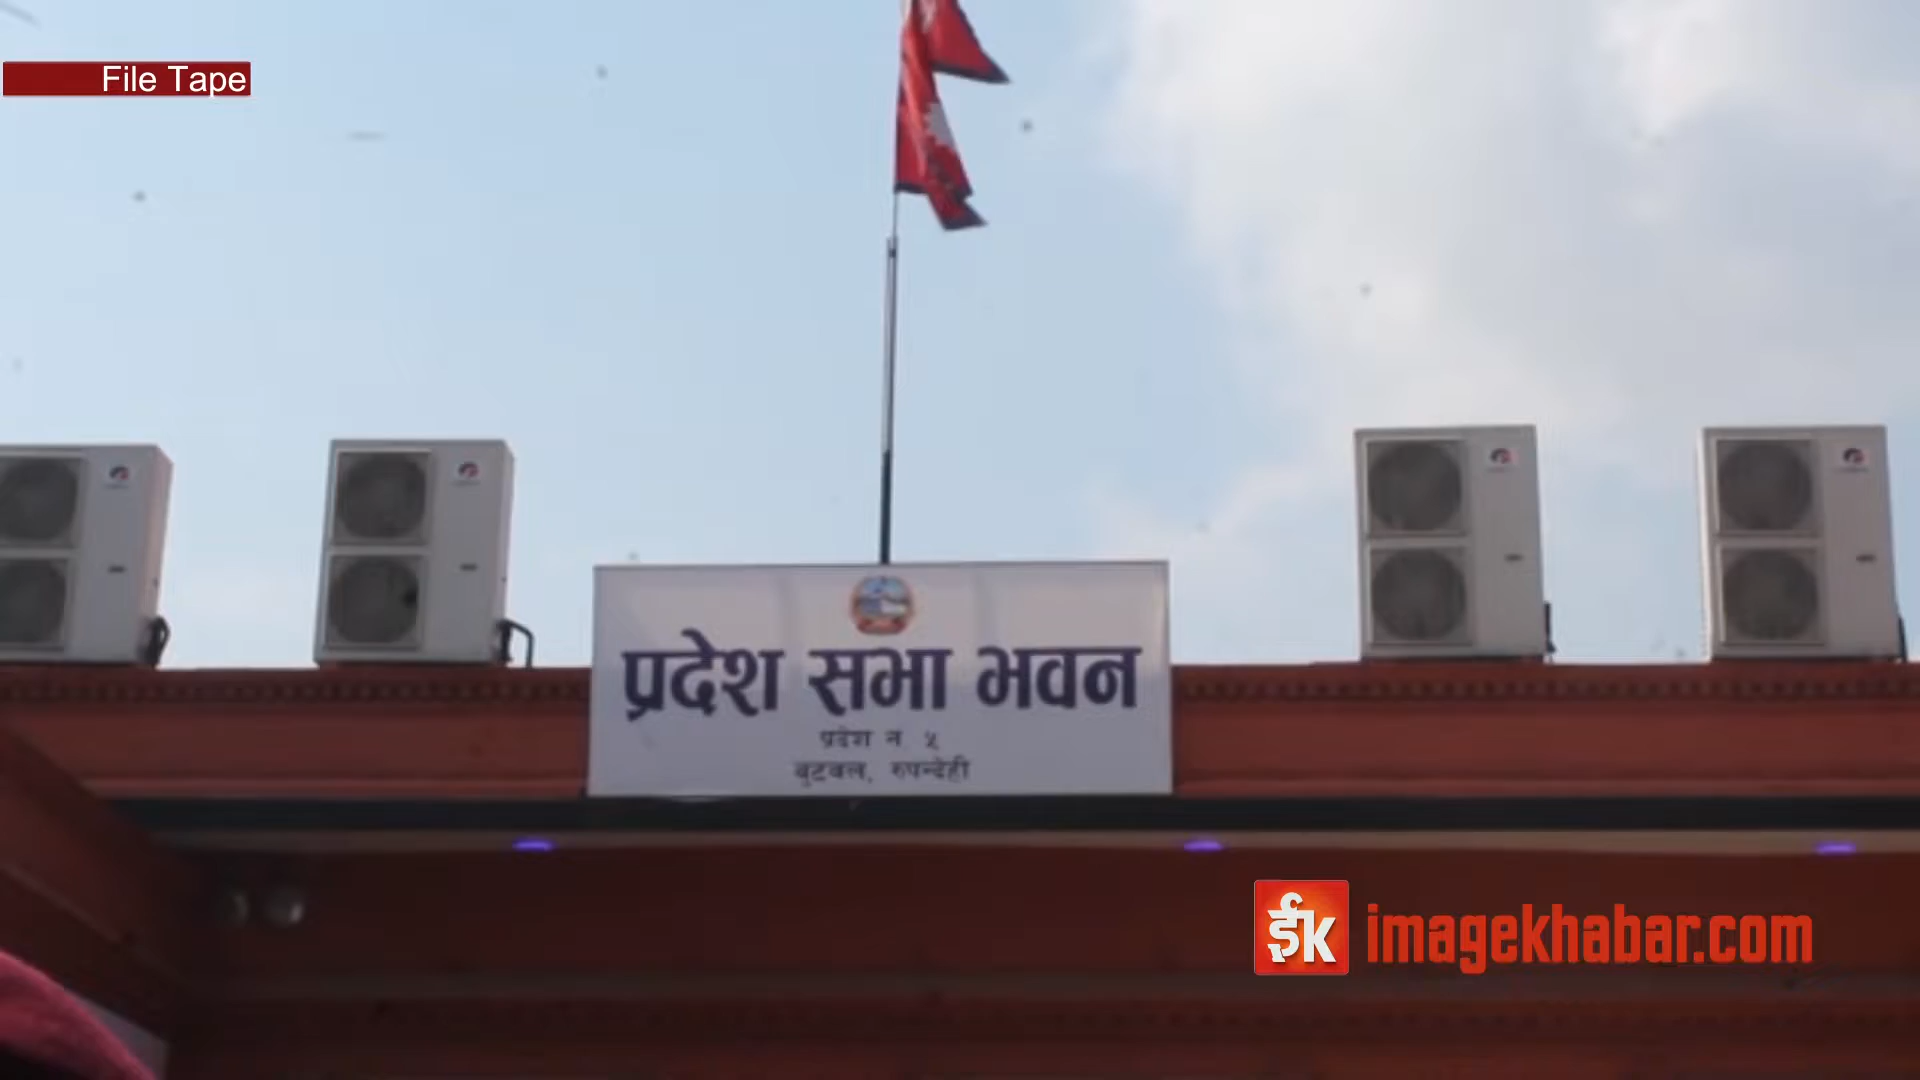 File Tape
प्रदेश सभा भवन
प्रदेश न. ५
बुटवल, रुपन्देही
ईk imagekhabar.com